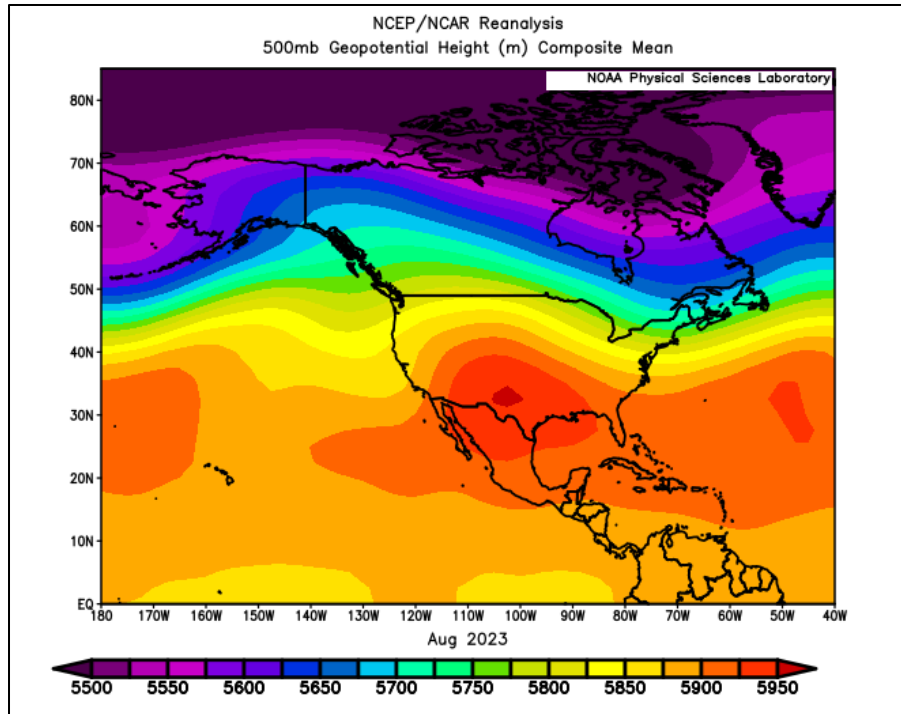 NCEP/NCAR Reanalysis
500mb Geopotential Height (m) Composite Mean
NOAA Physical Sciences Laboratory
80N
70N
60N
50N
40N
30N
20N
10N
EQ
180 170W 160W 150W 140W 130W 120W 110W 100W 90W 80W 70W 60W 50W 40W
Aug 2023
5500 5550 5600 5650 5700 5750 5800 5850 5900 5950